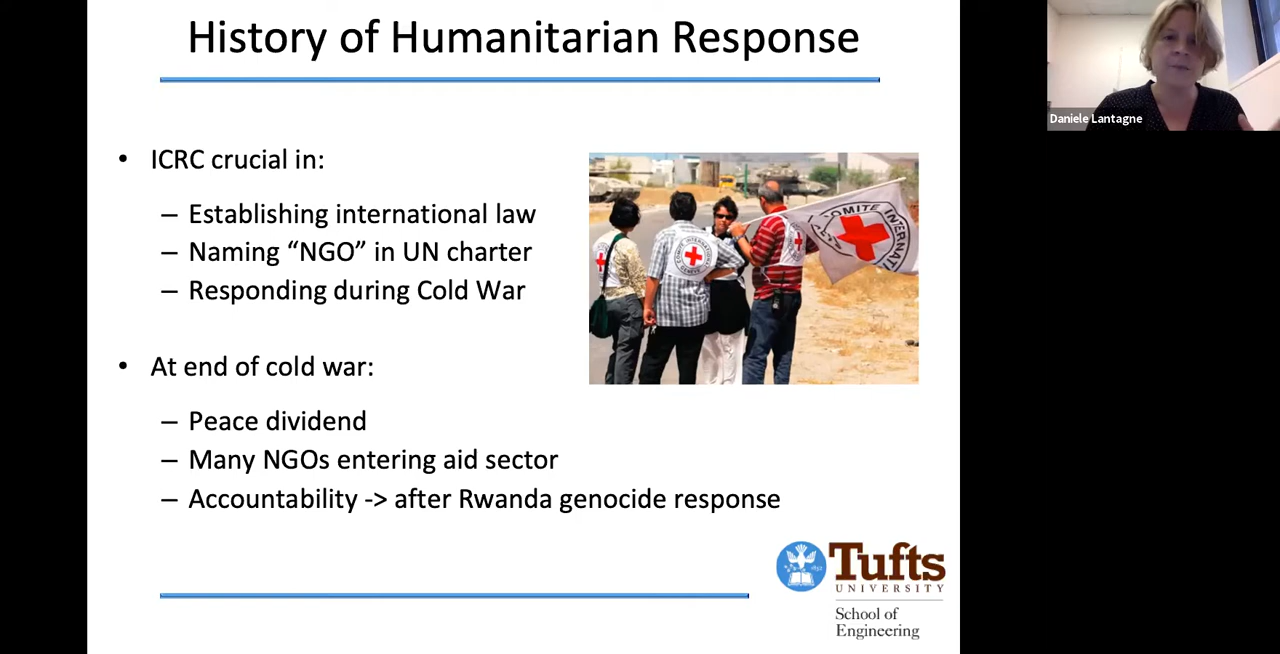 History of Humanitarian Response
Daniele Lantagne
• ICRC crucial in:
– Establishing international law
– Naming “NGO” in UN charter
– Responding during Cold War
COMITE INTERNATI
• At end of cold war:
– Peace dividend
– Many NGOs entering aid sector
– Accountability -> after Rwanda genocide response
Tufts
UNIVERSITY
School of
Engineering